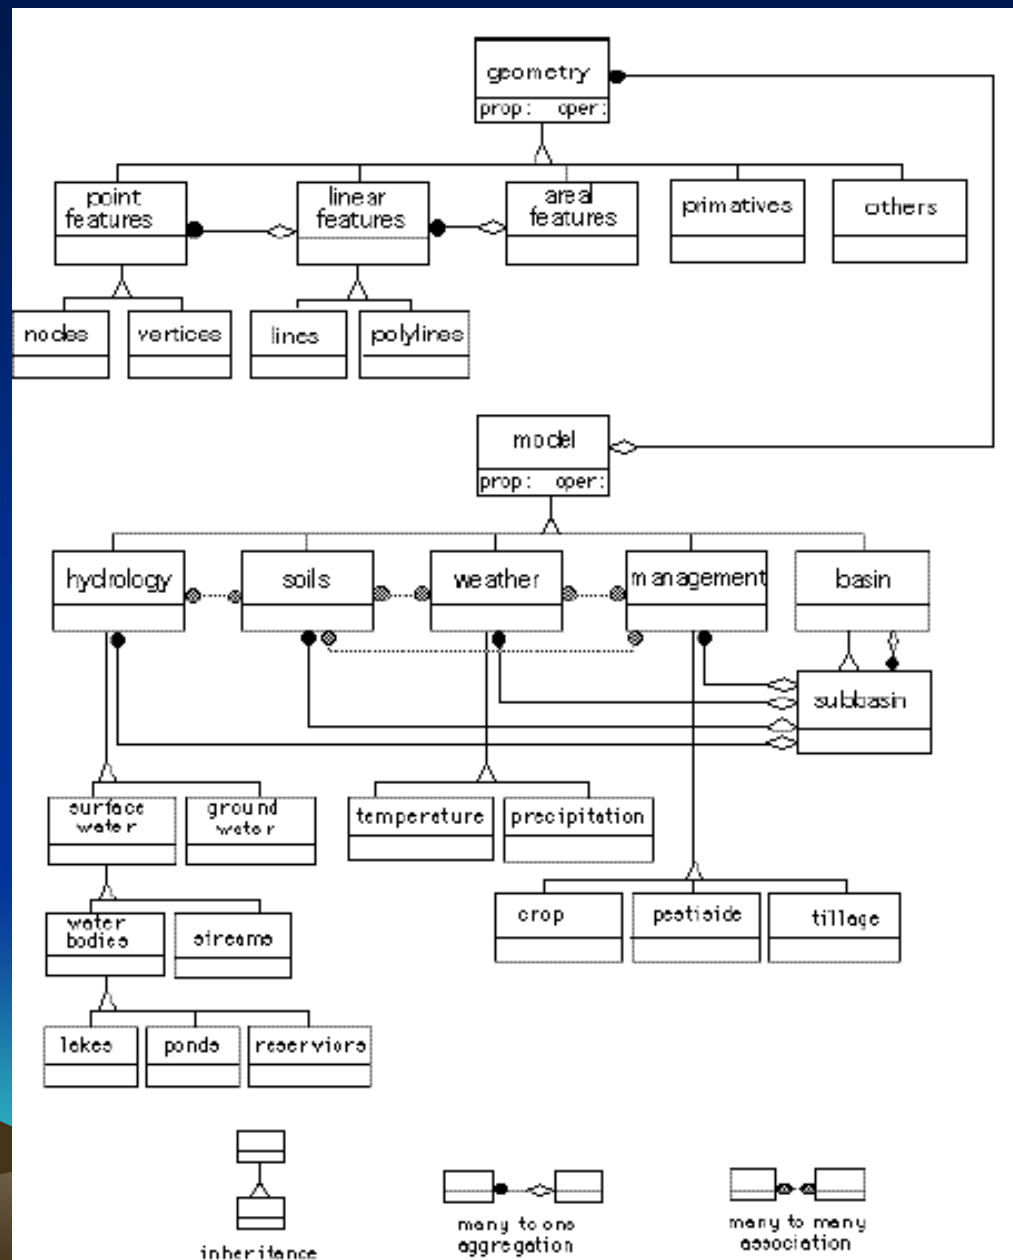 geometry
prop: oper:
point
features
linear
features
areal
features
primatives
others
nodes
vertices
lines
polylines
model
prop: oper:
hydrology
soils
weather
management
basin
subbasin
surface
water
ground
water
temperature
precipitation
crop
pestiside
tillage
water
bodies
streams
lakes
ponds
reserviors
inheritance
many to one
aggregation
many to many
association